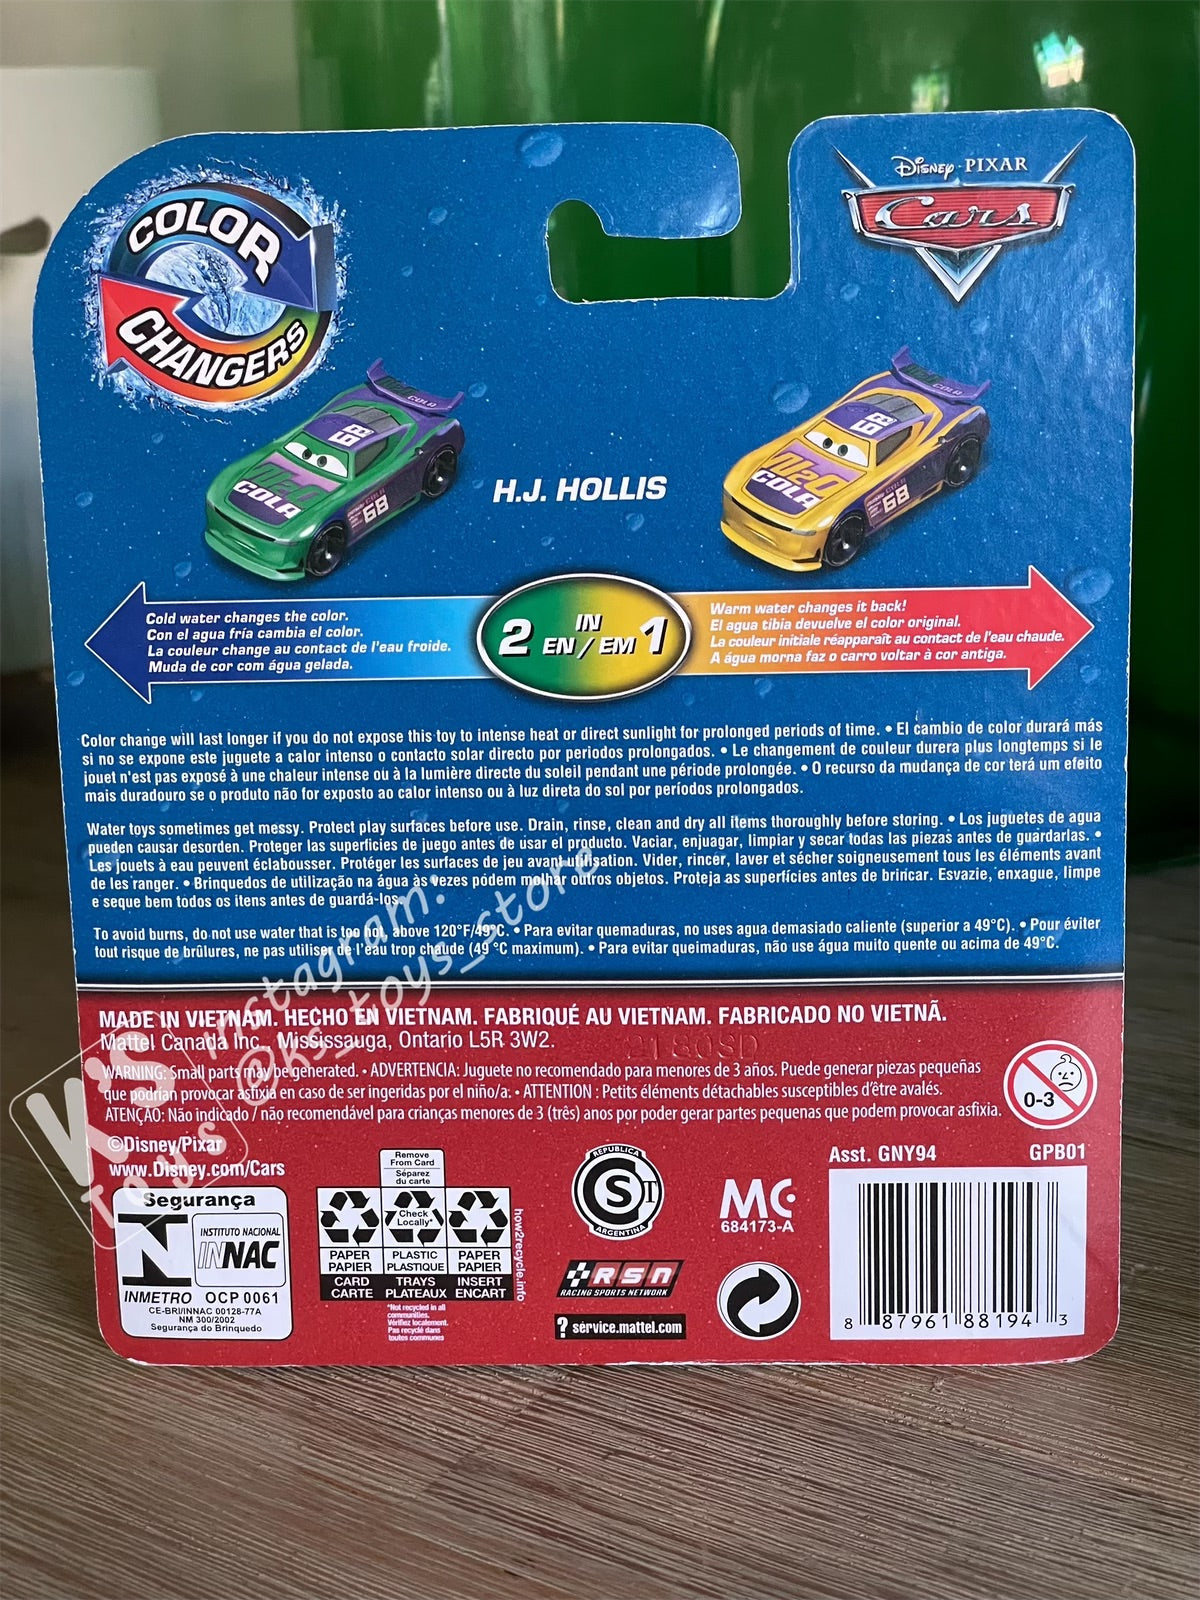 COLOR
CHANGERS
Disney · PIXAR
Cars
M2O
COLA
68
H.J. HOLLIS
M2O
COLA
68
Cold water changes the color.
Con el agua fría cambia el color.
La couleur change au contact de l'eau froide.
Muda de cor com água gelada.
2 IN 1
EN / EM
Warm water changes it back!
El agua tibia devuelve el color original.
La couleur initiale réapparaît au contact de l'eau chaude.
A água morna faz o carro voltar à cor antiga.
Color change will last longer if you do not expose this toy to intense heat or direct sunlight for prolonged periods of time. • El cambio de color durará más
si no se expone este juguete a calor intenso o contacto solar directo por periodos prolongados. • Le changement de couleur durera plus longtemps si le
jouet n'est pas exposé à une chaleur intense ou à la lumière directe du soleil pendant une période prolongée. • O recurso da mudança de cor terá um efeito
mais duradouro se o produto não for exposto ao calor intenso ou à luz direta do sol por períodos prolongados.
Water toys sometimes get messy. Protect play surfaces before use. Drain, rinse, clean and dry all items thoroughly before storing. • Los juguetes de agua
pueden causar desorden. Proteger las superficies de juego antes de usar el producto. Vaciar, enjuagar, limpiar y secar todas las piezas antes de guardarlas. •
Les jouets à eau peuvent éclabousser. Protéger les surfaces de jeu avant utilisation. Vider, rincer, laver et sécher soigneusement tous les éléments avant
de les ranger. • Brinquedos de utilização na água às vezes podem molhar outros objetos. Proteja as superfícies antes de brincar. Esvazie, enxague, limpe
e seque bem todos os itens antes de guardá-los.
To avoid burns, do not use water that is too hot, above 120°F/49°C. • Para evitar quemaduras, no uses agua demasiado caliente (superior a 49°C). • Pour éviter
tout risque de brûlures, ne pas utiliser de l'eau trop chaude (49 °C maximum). • Para evitar queimaduras, não use água muito quente ou acima de 49°C.
MADE IN VIETNAM. HECHO EN VIETNAM. FABRIQUÉ AU VIETNAM. FABRICADO NO VIETNÃ.
Mattel Canada Inc., Mississauga, Ontario L5R 3W2.
2180SD
WARNING: Small parts may be generated. • ADVERTENCIA: Juguete no recomendado para menores de 3 años. Puede generar piezas pequeñas
que podrían provocar asfixia en caso de ser ingeridas por el niño/a. • ATTENTION : Petits éléments détachables susceptibles d'être avalés.
ATENÇÃO: Não indicado / não recomendável para crianças menores de 3 (três) anos por poder gerar partes pequenas que podem provocar asfixia.
0-3
©Disney/Pixar
www.Disney.com/Cars
Segurança
INSTITUTO NACIONAL
INNAC
INMETRO OCP 0061
CE-BRI/INNAC 00128-77A
NM 300/2002
Segurança do Brinquedo
Remove
From Card
Séparez
du carte
Check
Locally*
PAPER
PAPIER
PLASTIC
PLASTIQUE
PAPER
PAPIER
CARD
CARTE
TRAYS
PLATEAUX
INSERT
ENCART
*Not recycled in all
communities.
Vérifiez localement.
Pas recyclé dans
toutes communes
how2recycle.info
REPUBLICA
S T
ARGENTINA
RSN
RACING SPORTS NETWORK
? service.mattel.com
MC
684173-A
Asst. GNY94
GPB01
8 87961 88194 3
K'S
TOYS
Instagram:
@ks_toys_store